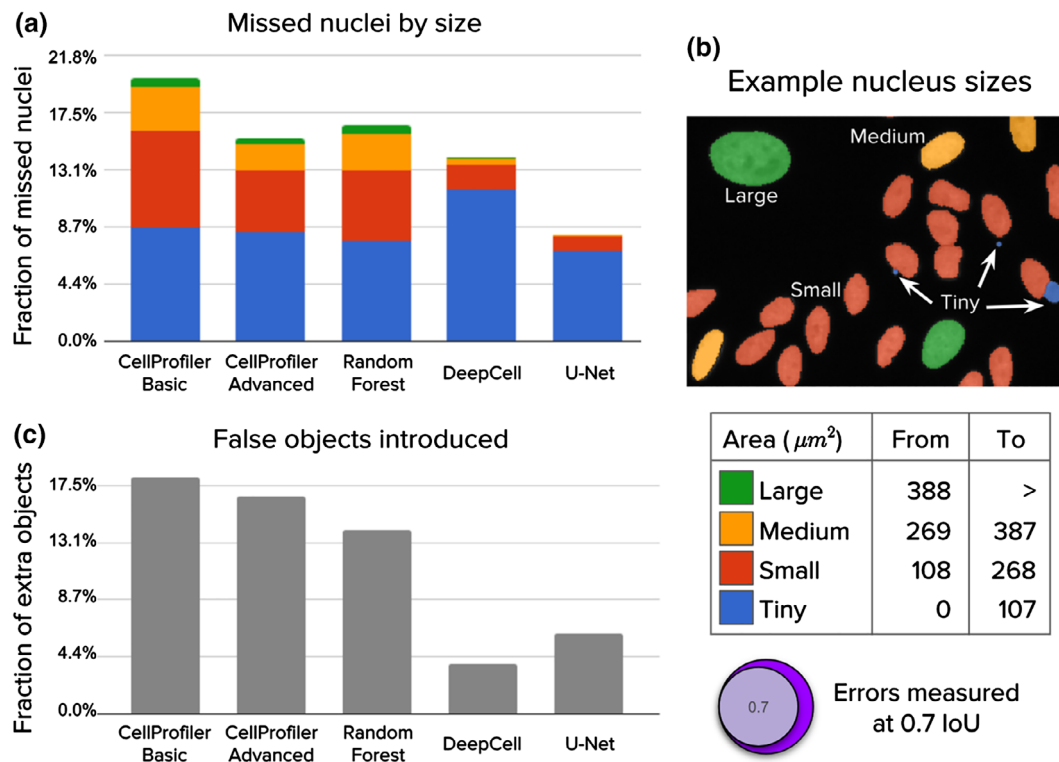 (a)
Missed nuclei by size
Fraction of missed nuclei
21.8%
17.5%
13.1%
8.7%
4.4%
0.0%
CellProfiler
Basic
CellProfiler
Advanced
Random
Forest
DeepCell
U-Net
(b)
Example nucleus sizes
Medium
Large
Small
Tiny
Area (μm²) From To
Large 388 >
Medium 269 387
Small 108 268
Tiny 0 107
0.7
Errors measured
at 0.7 IoU
(c)
False objects introduced
Fraction of extra objects
17.5%
13.1%
8.7%
4.4%
0.0%
CellProfiler
Basic
CellProfiler
Advanced
Random
Forest
DeepCell
U-Net